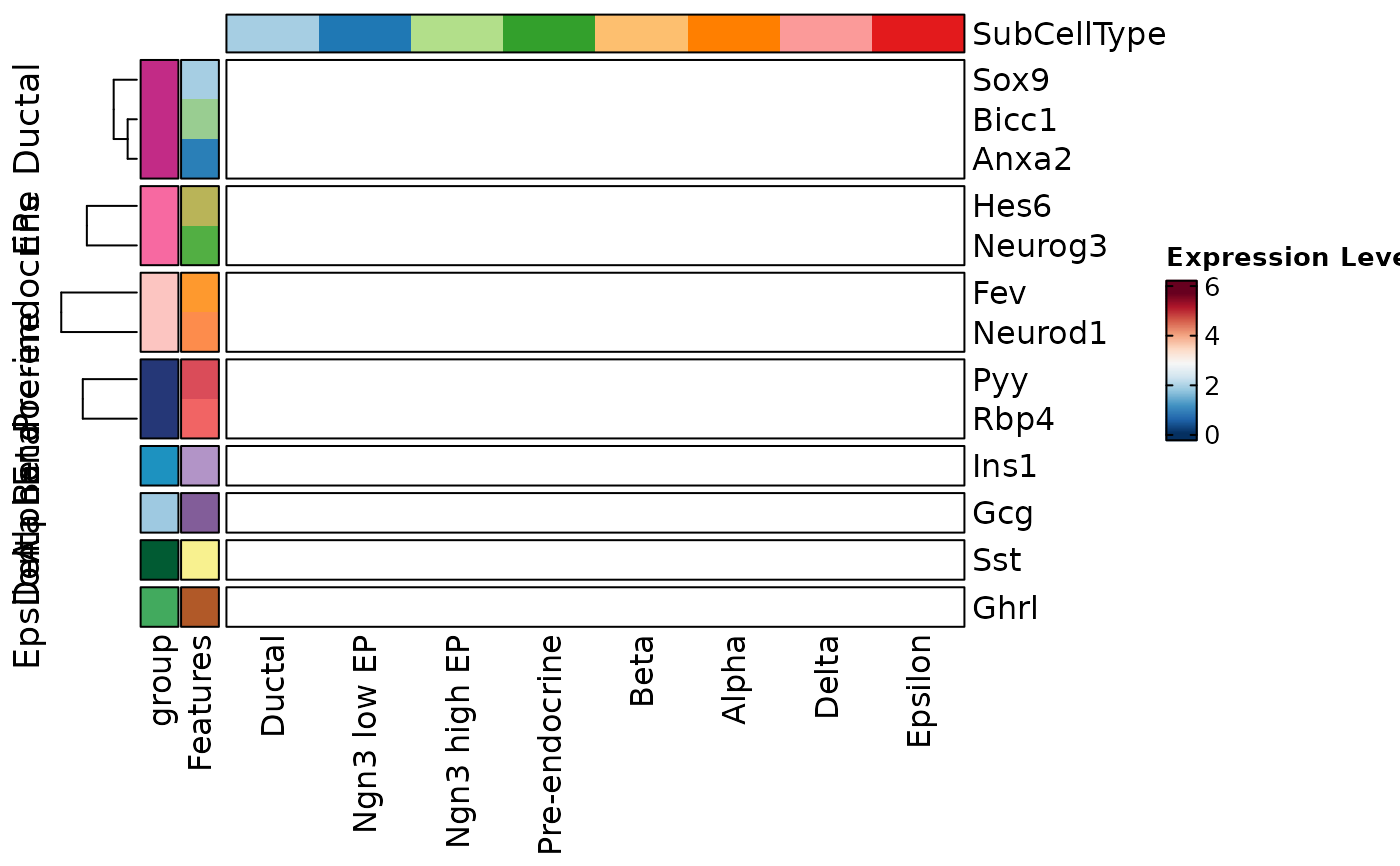 SubCellType
Ductal
Sox9
Bicc1
Anxa2
Hes6
Neurog3
Fev
Neurod1
Pyy
Rbp4
Ins1
Gcg
Sst
Ghrl
group
Features
Ductal
Ngn3 low EP
Ngn3 high EP
Pre-endocrine
Beta
Alpha
Delta
Epsilon
Expression Leve
6
4
2
0